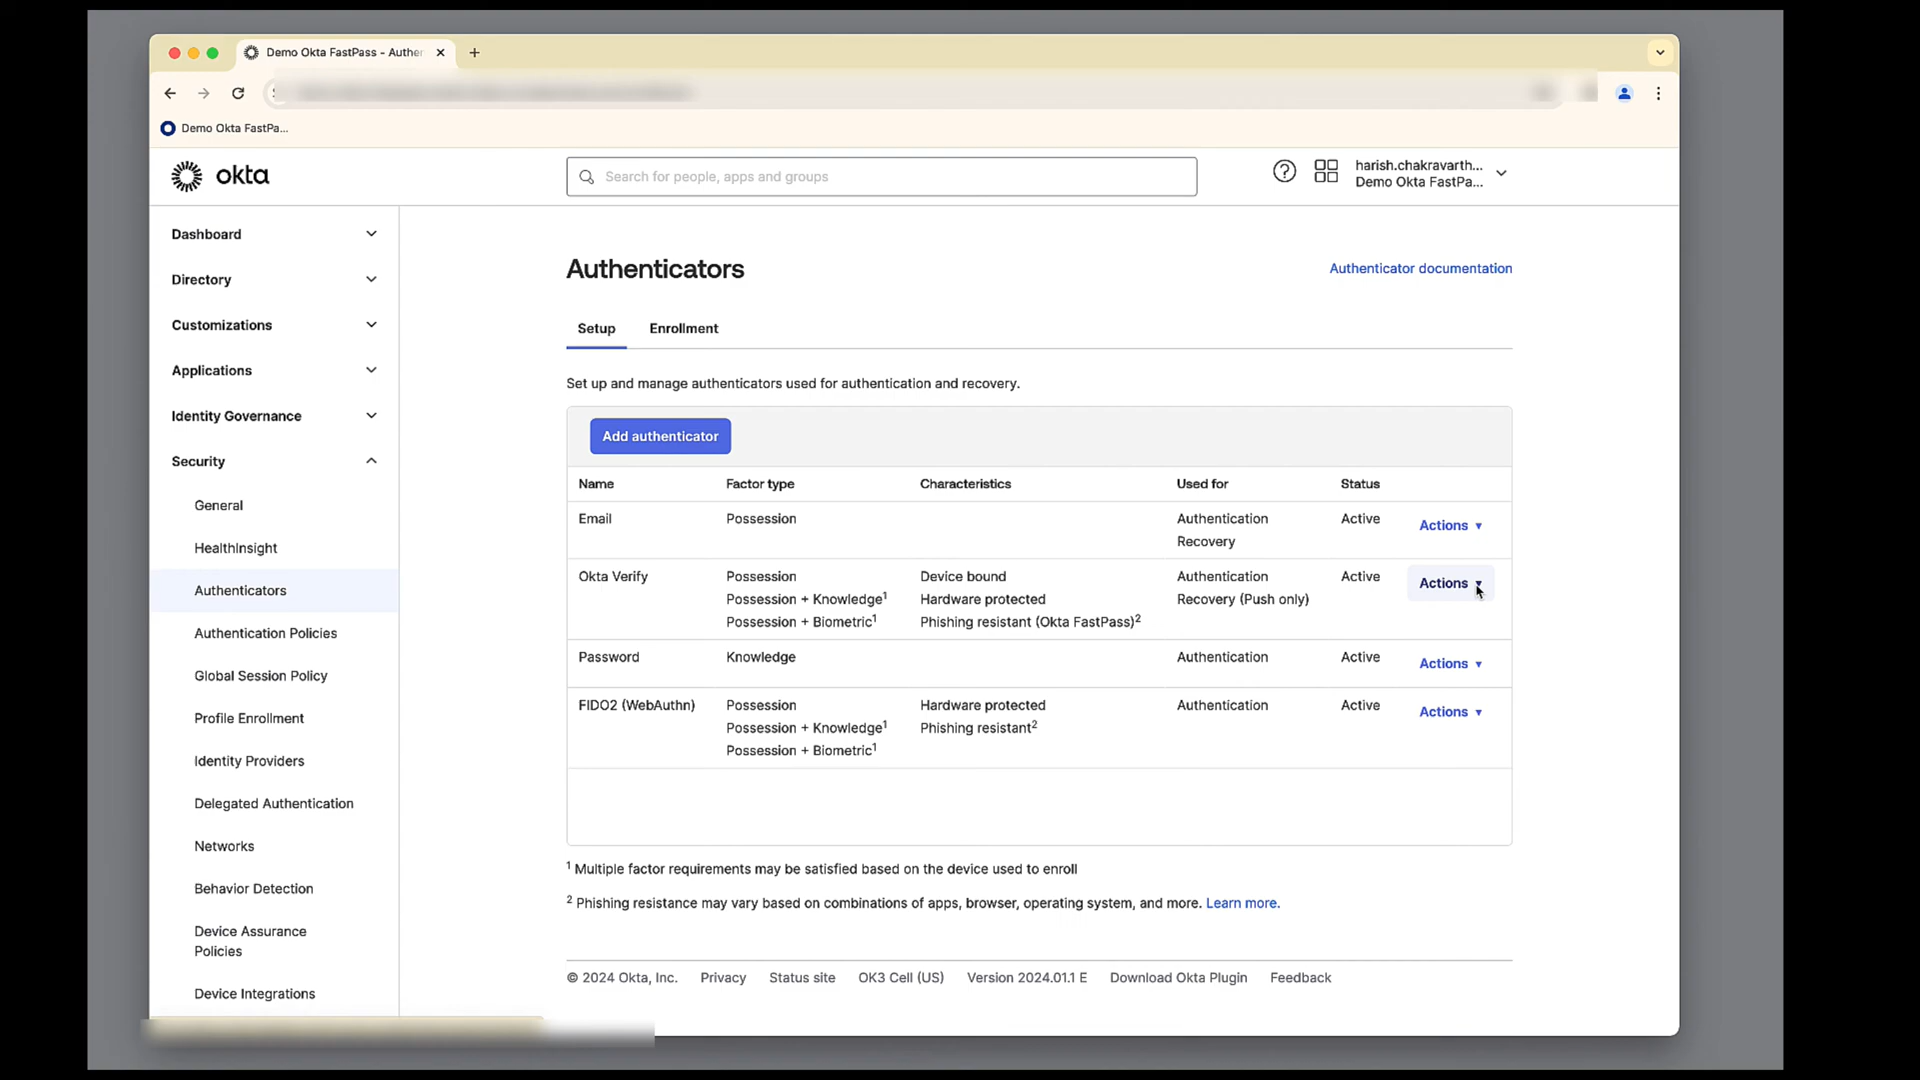 Demo Okta FastPass - Auther
Demo Okta FastPa...
okta
Search for people, apps and groups
harish.chakravarth...
Demo Okta FastPa...
Dashboard
Directory
Customizations
Applications
Identity Governance
Security
General
HealthInsight
Authenticators
Authentication Policies
Global Session Policy
Profile Enrollment
Identity Providers
Delegated Authentication
Networks
Behavior Detection
Device Assurance
Policies
Device Integrations
Authenticators
Authenticator documentation
Setup Enrollment
Set up and manage authenticators used for authentication and recovery.
Add authenticator
Name Factor type Characteristics Used for Status
Email Possession Authentication Active Actions ▼
Recovery
Okta Verify Possession Device bound Authentication Active Actions ▼
Possession + Knowledge¹ Hardware protected Recovery (Push only)
Possession + Biometric¹ Phishing resistant (Okta FastPass)²
Password Knowledge Authentication Active Actions ▼
FIDO2 (WebAuthn) Possession Hardware protected Authentication Active Actions ▼
Possession + Knowledge¹ Phishing resistant²
Possession + Biometric¹
¹ Multiple factor requirements may be satisfied based on the device used to enroll
² Phishing resistance may vary based on combinations of apps, browser, operating system, and more. Learn more.
© 2024 Okta, Inc. Privacy Status site OK3 Cell (US) Version 2024.01.1 E Download Okta Plugin Feedback